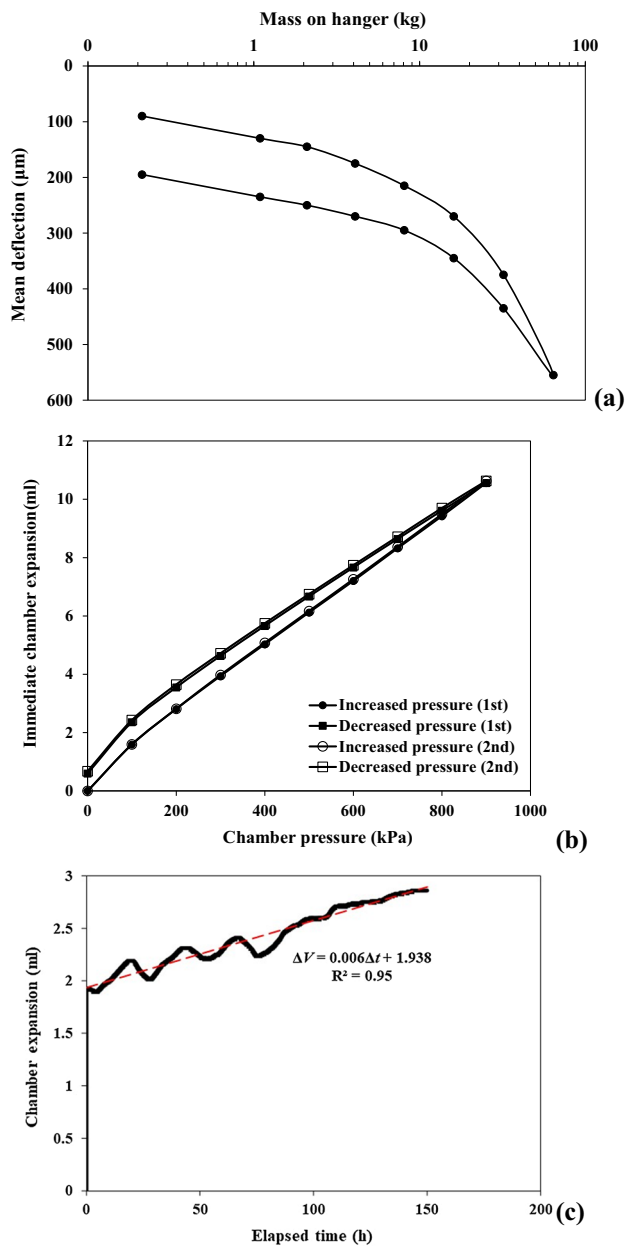 Mass on hanger (kg)
0 1 10 100
0
100
200
300
400
500
600
Mean deflection (µm)
(a)
12
10
8
6
4
2
0
Immediate chamber expansion(ml)
Increased pressure (1st)
Decreased pressure (1st)
Increased pressure (2nd)
Decreased pressure (2nd)
0 200 400 600 800 1000
Chamber pressure (kPa)
(b)
3
2.5
2
1.5
1
0.5
0
Chamber expansion (ml)
ΔV = 0.006Δt + 1.938
R² = 0.95
0 50 100 150 200
Elapsed time (h)
(c)